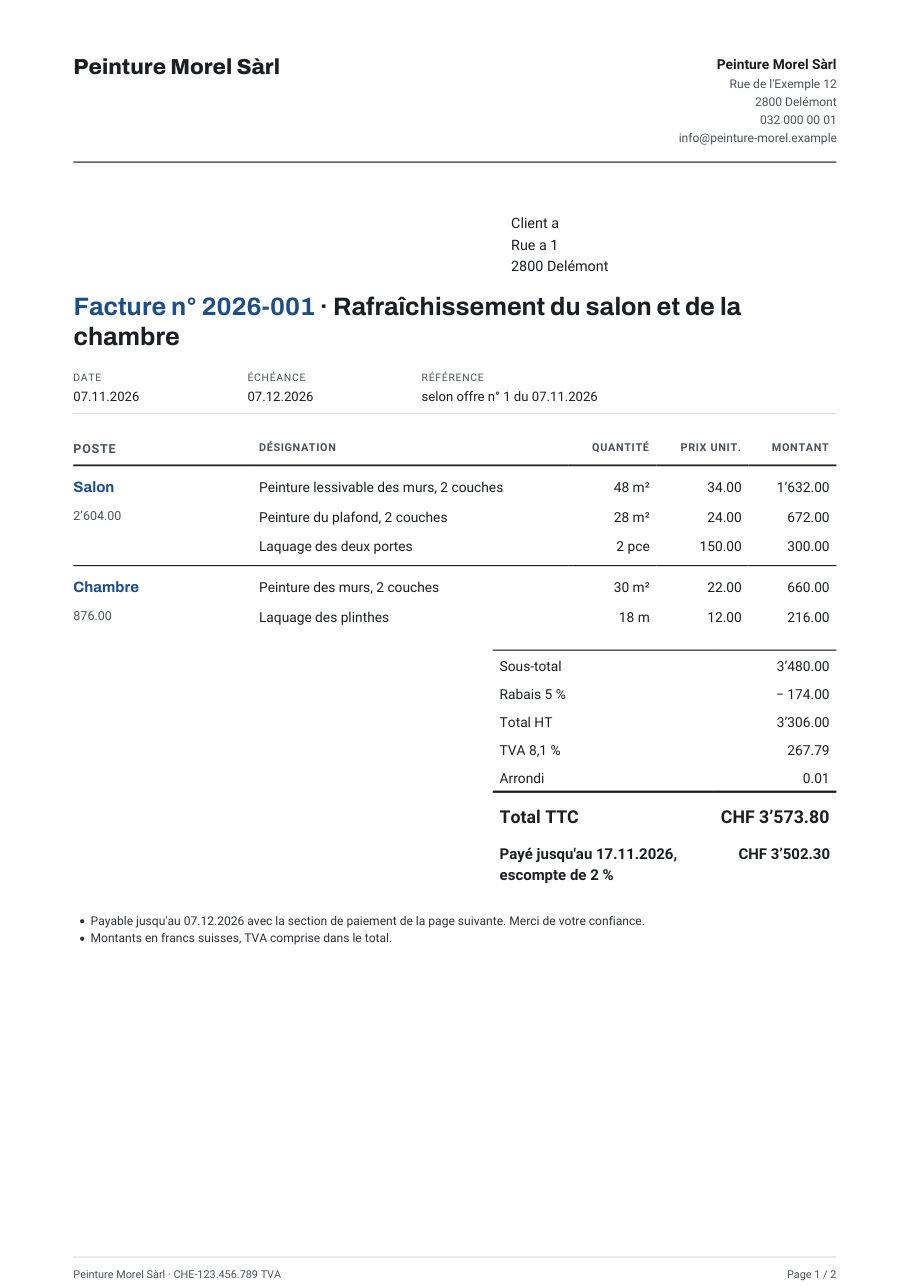 Peinture Morel Sàrl
Peinture Morel Sàrl
Rue de l'Exemple 12
2800 Delémont
032 000 00 01
info@peinture-morel.example
Client a
Rue a 1
2800 Delémont
Facture n° 2026-001 · Rafraîchissement du salon et de la
chambre
DATE ÉCHÉANCE RÉFÉRENCE
07.11.2026 07.12.2026 selon offre n° 1 du 07.11.2026
POSTE DÉSIGNATION QUANTITÉ PRIX UNIT. MONTANT
Salon Peinture lessivable des murs, 2 couches 48 m² 34.00 1’632.00
2’604.00 Peinture du plafond, 2 couches 28 m² 24.00 672.00
Laquage des deux portes 2 pce 150.00 300.00
Chambre Peinture des murs, 2 couches 30 m² 22.00 660.00
876.00 Laquage des plinthes 18 m 12.00 216.00
Sous-total 3’480.00
Rabais 5 % − 174.00
Total HT 3’306.00
TVA 8,1 % 267.79
Arrondi 0.01
Total TTC CHF 3’573.80
Payé jusqu'au 17.11.2026, CHF 3’502.30
escompte de 2 %
• Payable jusqu'au 07.12.2026 avec la section de paiement de la page suivante. Merci de votre confiance.
• Montants en francs suisses, TVA comprise dans le total.
Peinture Morel Sàrl · CHE-123.456.789 TVA Page 1 / 2